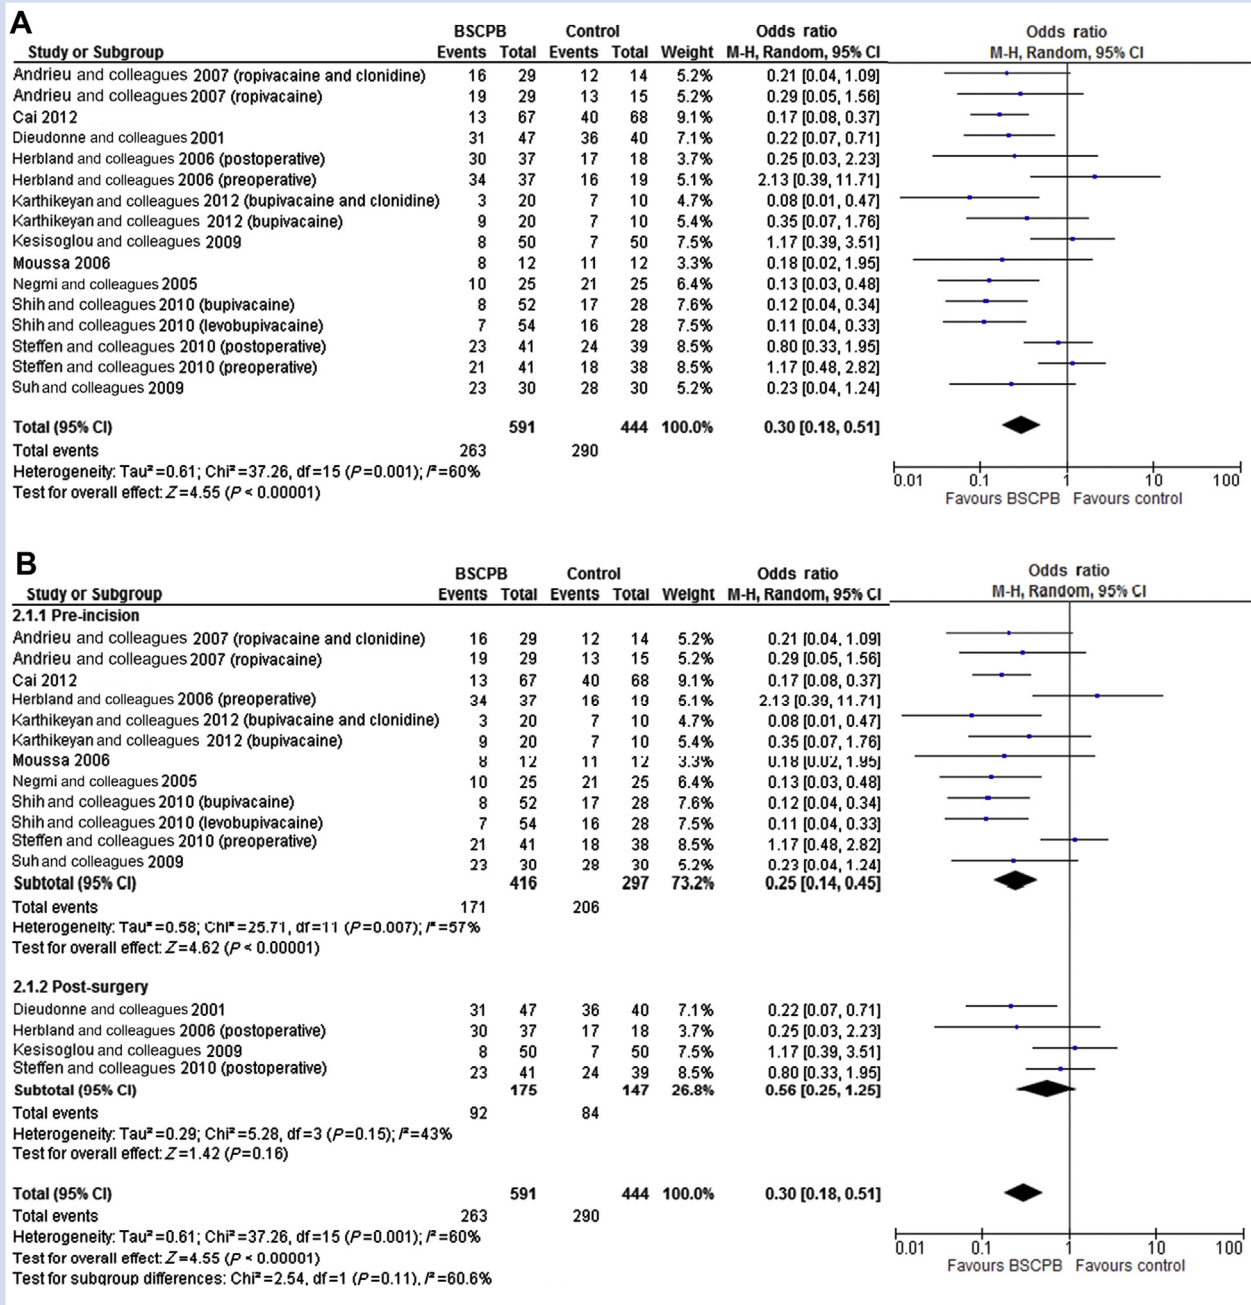 A
BSCPB Control Odds ratio Odds ratio
Study or Subgroup Events Total Events Total Weight M-H, Random, 95% CI M-H, Random, 95% CI
Andrieu and colleagues 2007 (ropivacaine and clonidine) 16 29 12 14 5.2% 0.21 [0.04, 1.09]
Andrieu and colleagues 2007 (ropivacaine) 19 29 13 15 5.2% 0.29 [0.05, 1.56]
Cai 2012 13 67 40 68 9.1% 0.17 [0.08, 0.37]
Dieudonne and colleagues 2001 31 47 36 40 7.1% 0.22 [0.07, 0.71]
Herbland and colleagues 2006 (postoperative) 30 37 17 18 3.7% 0.25 [0.03, 2.23]
Herbland and colleagues 2006 (preoperative) 34 37 16 19 5.1% 2.13 [0.39, 11.71]
Karthikeyan and colleagues 2012 (bupivacaine and clonidine) 3 20 7 10 4.7% 0.08 [0.01, 0.47]
Karthikeyan and colleagues 2012 (bupivacaine) 9 20 7 10 5.4% 0.35 [0.07, 1.76]
Kesisoglou and colleagues 2009 8 50 7 50 7.5% 1.17 [0.39, 3.51]
Moussa 2006 8 12 11 12 3.3% 0.18 [0.02, 1.95]
Negmi and colleagues 2005 10 25 21 25 6.4% 0.13 [0.03, 0.48]
Shih and colleagues 2010 (bupivacaine) 8 52 17 28 7.6% 0.12 [0.04, 0.34]
Shih and colleagues 2010 (levobupivacaine) 7 54 16 28 7.5% 0.11 [0.04, 0.33]
Steffen and colleagues 2010 (postoperative) 23 41 24 39 8.5% 0.80 [0.33, 1.95]
Steffen and colleagues 2010 (preoperative) 21 41 18 38 8.5% 1.17 [0.48, 2.82]
Suh and colleagues 2009 23 30 28 30 5.2% 0.23 [0.04, 1.24]
Total (95% CI) 591 444 100.0% 0.30 [0.18, 0.51]
Total events 263 290
Heterogeneity: Tau²=0.61; Chi²=37.26, df=15 (P=0.001); I²=60%
Test for overall effect: Z=4.55 (P < 0.00001)
0.01 0.1 1 10 100
Favours BSCPB Favours control
B
BSCPB Control Odds ratio Odds ratio
Study or Subgroup Events Total Events Total Weight M-H, Random, 95% CI M-H, Random, 95% CI
2.1.1 Pre-incision
Andrieu and colleagues 2007 (ropivacaine and clonidine) 16 29 12 14 5.2% 0.21 [0.04, 1.09]
Andrieu and colleagues 2007 (ropivacaine) 19 29 13 15 5.2% 0.29 [0.05, 1.56]
Cai 2012 13 67 40 68 9.1% 0.17 [0.08, 0.37]
Herbland and colleagues 2006 (preoperative) 34 37 16 19 5.1% 2.13 [0.39, 11.71]
Karthikeyan and colleagues 2012 (bupivacaine and clonidine) 3 20 7 10 4.7% 0.08 [0.01, 0.47]
Karthikeyan and colleagues 2012 (bupivacaine) 9 20 7 10 5.4% 0.35 [0.07, 1.76]
Moussa 2006 8 12 11 12 3.3% 0.18 [0.02, 1.95]
Negmi and colleagues 2005 10 25 21 25 6.4% 0.13 [0.03, 0.48]
Shih and colleagues 2010 (bupivacaine) 8 52 17 28 7.6% 0.12 [0.04, 0.34]
Shih and colleagues 2010 (levobupivacaine) 7 54 16 28 7.5% 0.11 [0.04, 0.33]
Steffen and colleagues 2010 (preoperative) 21 41 18 38 8.5% 1.17 [0.48, 2.82]
Suh and colleagues 2009 23 30 28 30 5.2% 0.23 [0.04, 1.24]
Subtotal (95% CI) 416 297 73.2% 0.25 [0.14, 0.45]
Total events 171 206
Heterogeneity: Tau²=0.58; Chi²=25.71, df=11 (P=0.007); I²=57%
Test for overall effect: Z=4.62 (P < 0.00001)
2.1.2 Post-surgery
Dieudonne and colleagues 2001 31 47 36 40 7.1% 0.22 [0.07, 0.71]
Herbland and colleagues 2006 (postoperative) 30 37 17 18 3.7% 0.25 [0.03, 2.23]
Kesisoglou and colleagues 2009 8 50 7 50 7.5% 1.17 [0.39, 3.51]
Steffen and colleagues 2010 (postoperative) 23 41 24 39 8.5% 0.80 [0.33, 1.95]
Subtotal (95% CI) 175 147 26.8% 0.56 [0.25, 1.25]
Total events 92 84
Heterogeneity: Tau²=0.29; Chi²=5.28, df=3 (P=0.15); I²=43%
Test for overall effect: Z=1.42 (P=0.16)
Total (95% CI) 591 444 100.0% 0.30 [0.18, 0.51]
Total events 263 290
Heterogeneity: Tau²=0.61; Chi²=37.26, df=15 (P=0.001); I²=60%
Test for overall effect: Z=4.55 (P < 0.00001)
Test for subgroup differences: Chi²=2.54, df=1 (P=0.11), I²=60.6%
0.01 0.1 1 10 100
Favours BSCPB Favours control